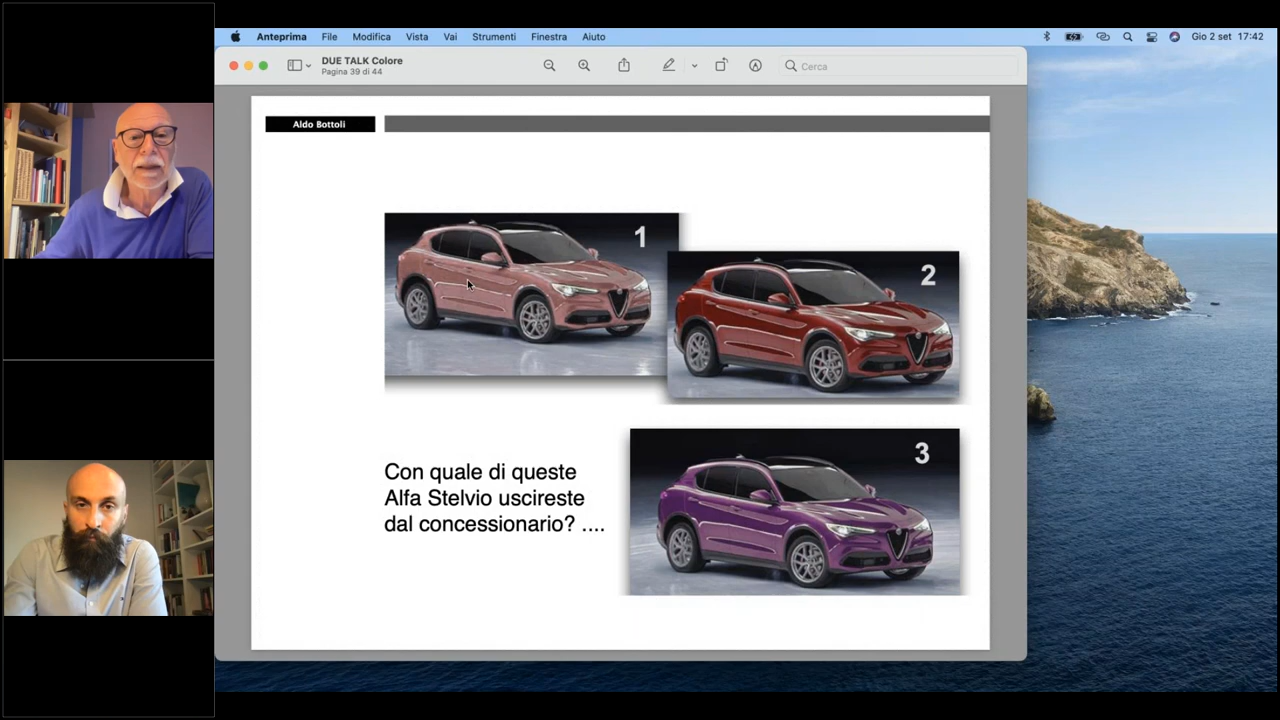 Anteprima File Modifica Vista Vai Strumenti Finestra Aiuto
Gio 2 set 17:42
DUE TALK Colore
Pagina 39 di 44
Cerca
Aldo Bottoli
1
2
3
Con quale di queste
Alfa Stelvio uscireste
dal concessionario? ....